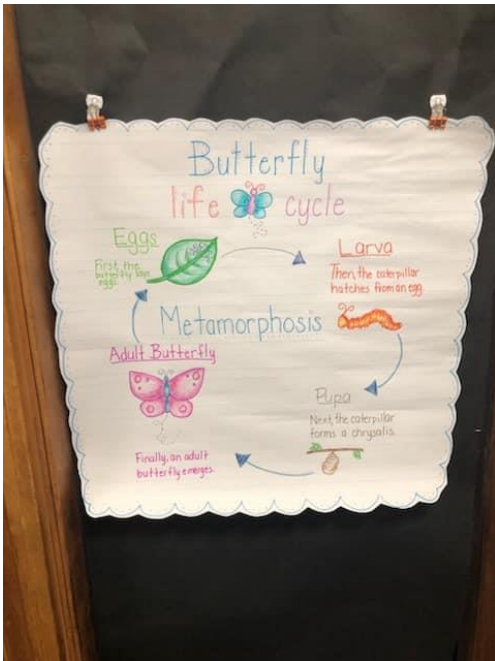 Butterfly
life cycle
Eggs
First, the
butterfly lays
eggs.
Larva
Then, the caterpillar
hatches from an egg.
Metamorphosis
Adult Butterfly
Pupa
Next, the caterpillar
forms a chrysalis.
Finally, an adult
butterfly emerges.